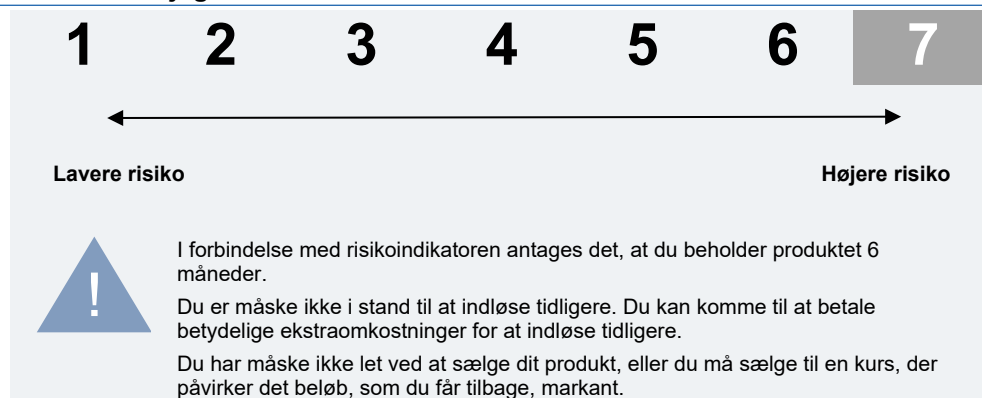 1 2 3 4 5 6 7
Lavere risiko Højere risiko
!
I forbindelse med risikoindikatoren antages det, at du beholder produktet 6
måneder.
Du er måske ikke i stand til at indløse tidligere. Du kan komme til at betale
betydelige ekstraomkostninger for at indløse tidligere.
Du har måske ikke let ved at sælge dit produkt, eller du må sælge til en kurs, der
påvirker det beløb, som du får tilbage, markant.